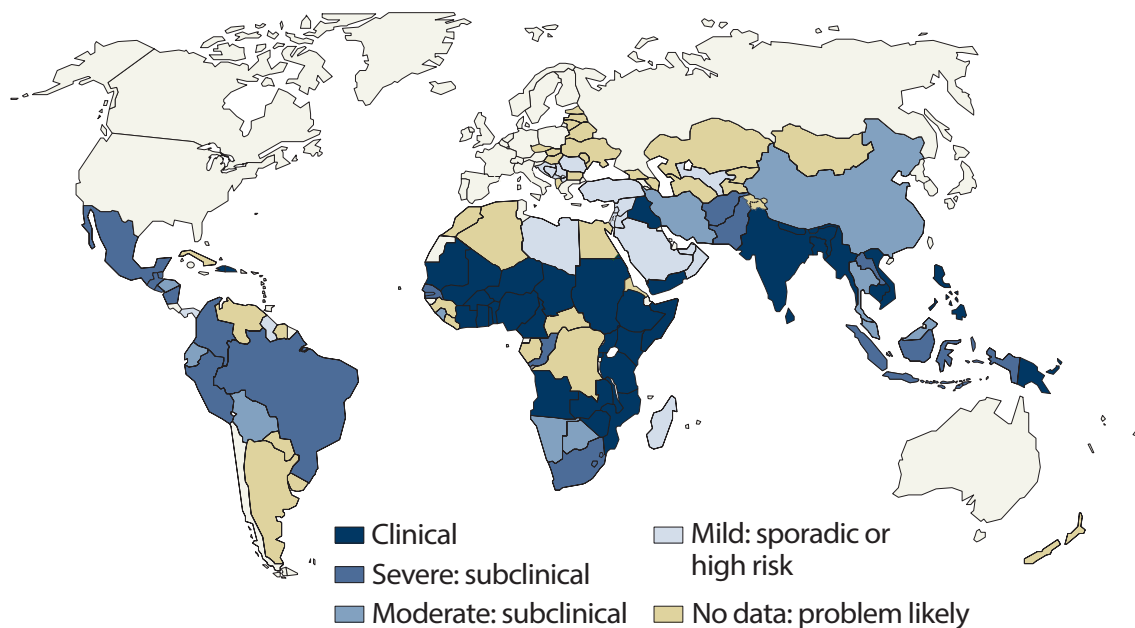 Clinical
Severe: subclinical
Moderate: subclinical
Mild: sporadic or
high risk
No data: problem likely